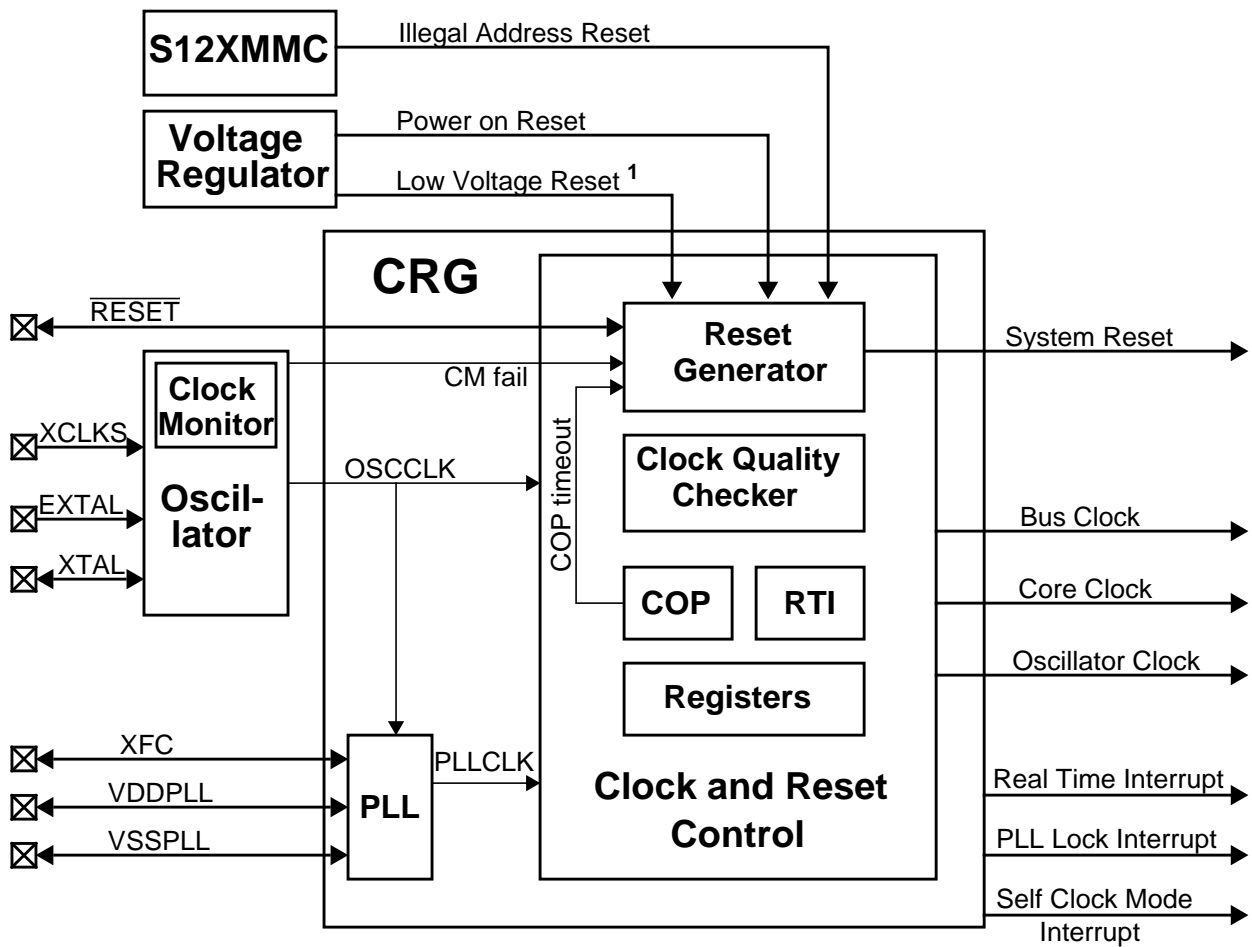 S12XMMC
Illegal Address Reset
Voltage
Regulator
Power on Reset
Low Voltage Reset 1
CRG
RESET
Reset
Generator
System Reset
CM fail
Clock
Monitor
XCLKS
EXTAL
XTAL
Oscil-
lator
OSCCLK
COP timeout
Clock Quality
Checker
Bus Clock
COP
RTI
Core Clock
Oscillator Clock
Registers
XFC
VDDPLL
VSSPLL
PLL
PLLCLK
Clock and Reset
Control
Real Time Interrupt
PLL Lock Interrupt
Self Clock Mode
Interrupt